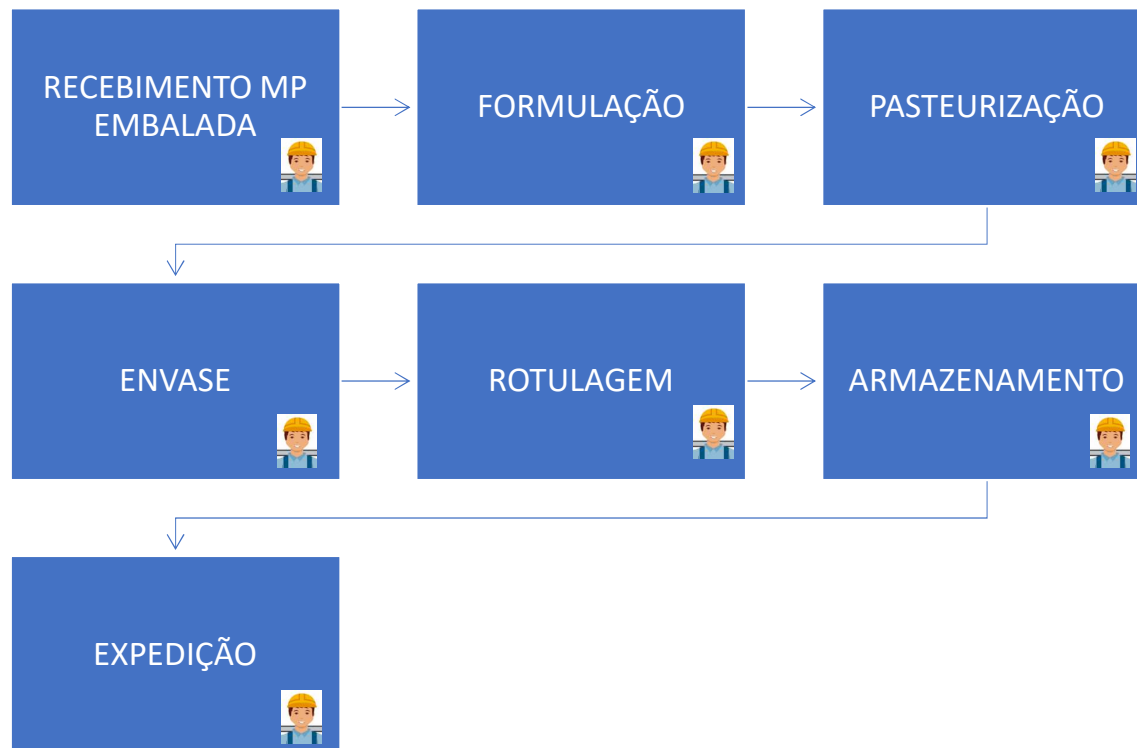 RECEBIMENTO MP
EMBALADA
FORMULAÇÃO
PASTEURIZAÇÃO
ENVASE
ROTULAGEM
ARMAZENAMENTO
EXPEDIÇÃO